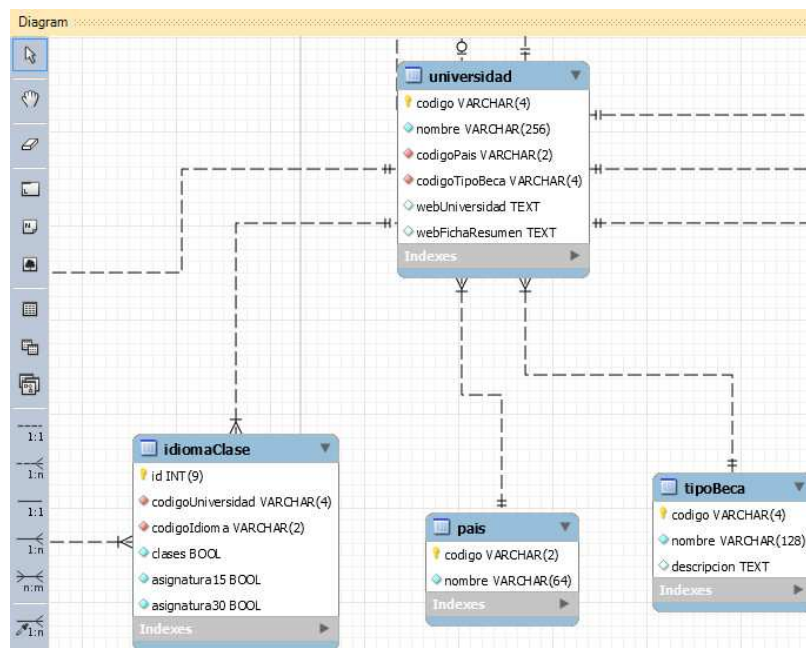 Diagram
universidad
codigo VARCHAR(4)
nombre VARCHAR(256)
codigoPais VARCHAR(2)
codigoTipoBeca VARCHAR(4)
webUniversidad TEXT
webFichaResumen TEXT
Indexes
idiomaClase
id INT(9)
codigoUniversidad VARCHAR(4)
codigoIdioma VARCHAR(2)
clases BOOL
asignatura15 BOOL
asignatura30 BOOL
Indexes
pais
codigo VARCHAR(2)
nombre VARCHAR(64)
Indexes
tipoBeca
codigo VARCHAR(4)
nombre VARCHAR(128)
descripcion TEXT
Indexes
1:1
1:n
1:1
1:n
n:m
1:n